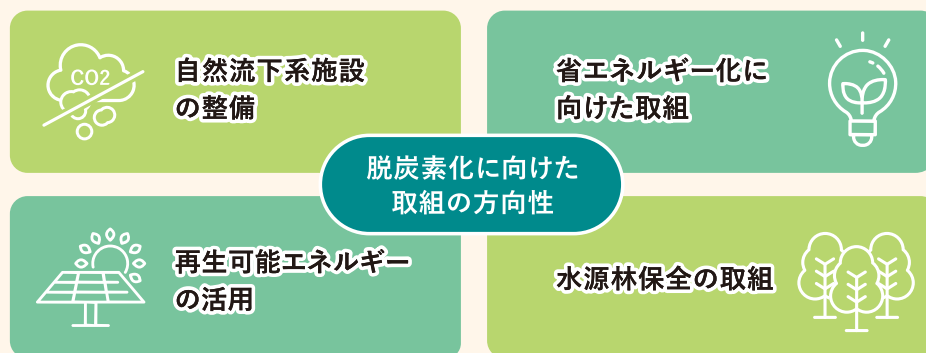 CO2
自然流下系施設
の整備
省エネルギー化に
向けた取組
脱炭素化に向けた
取組の方向性
再生可能エネルギー
の活用
水源林保全の取組